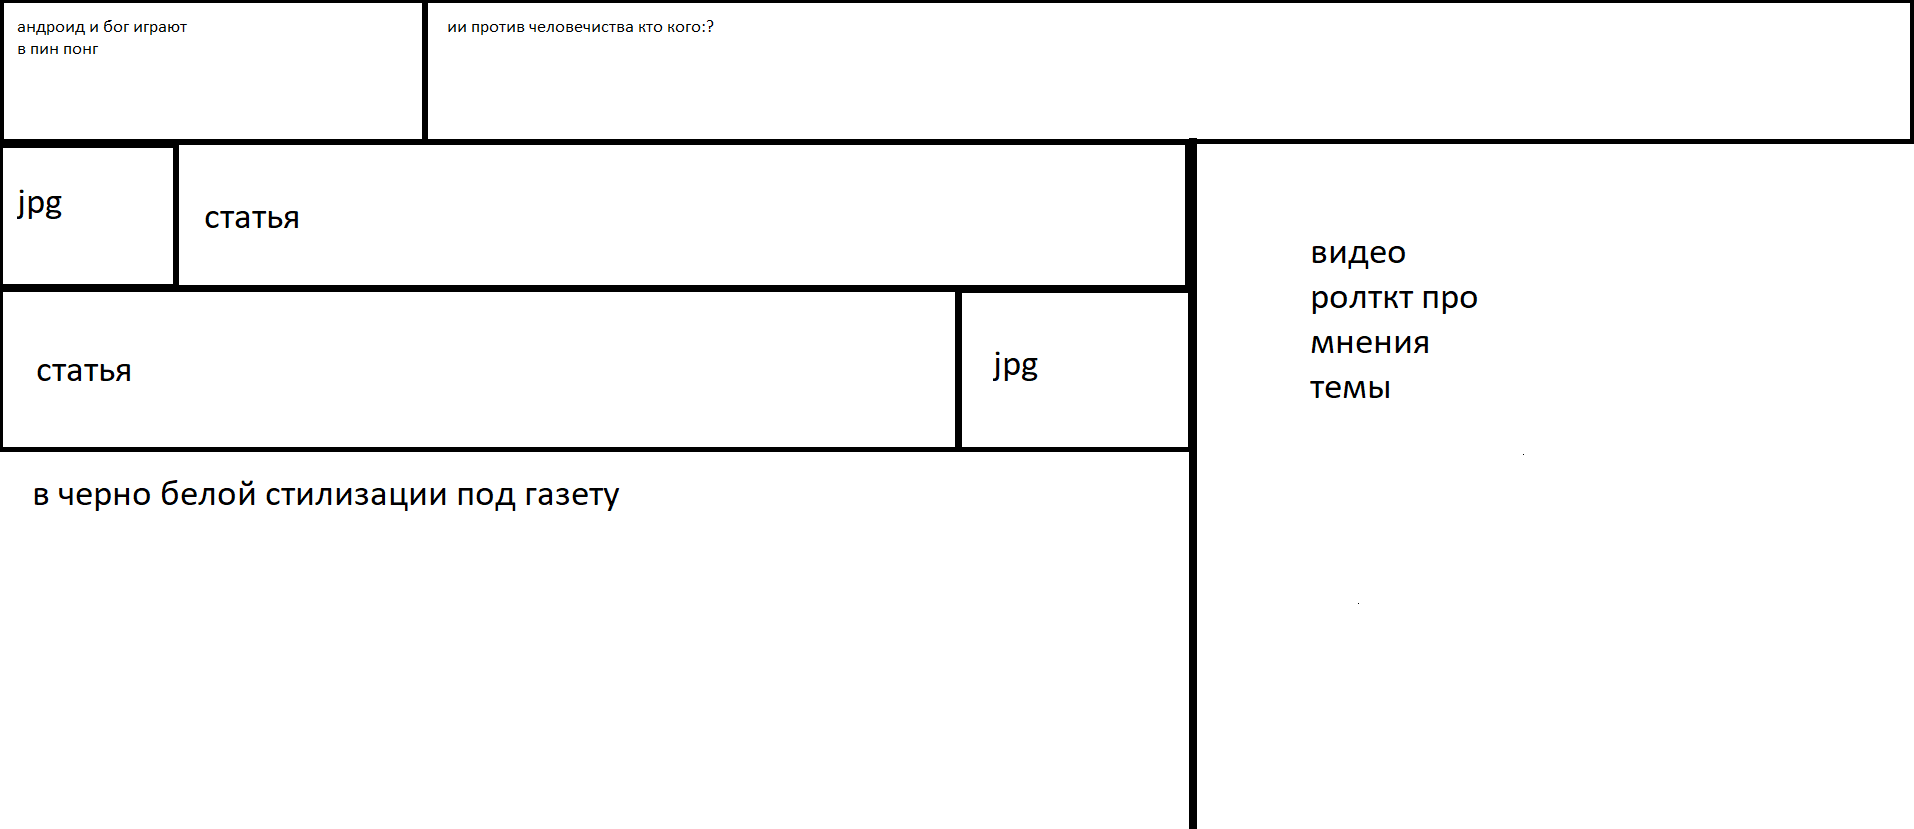 андроид и бог играют
в пин понг
ии против человечиства кто кого:?
jpg
статья
статья
jpg
видео
ролткт про
мнения
темы
в черно белой стилизации под газету